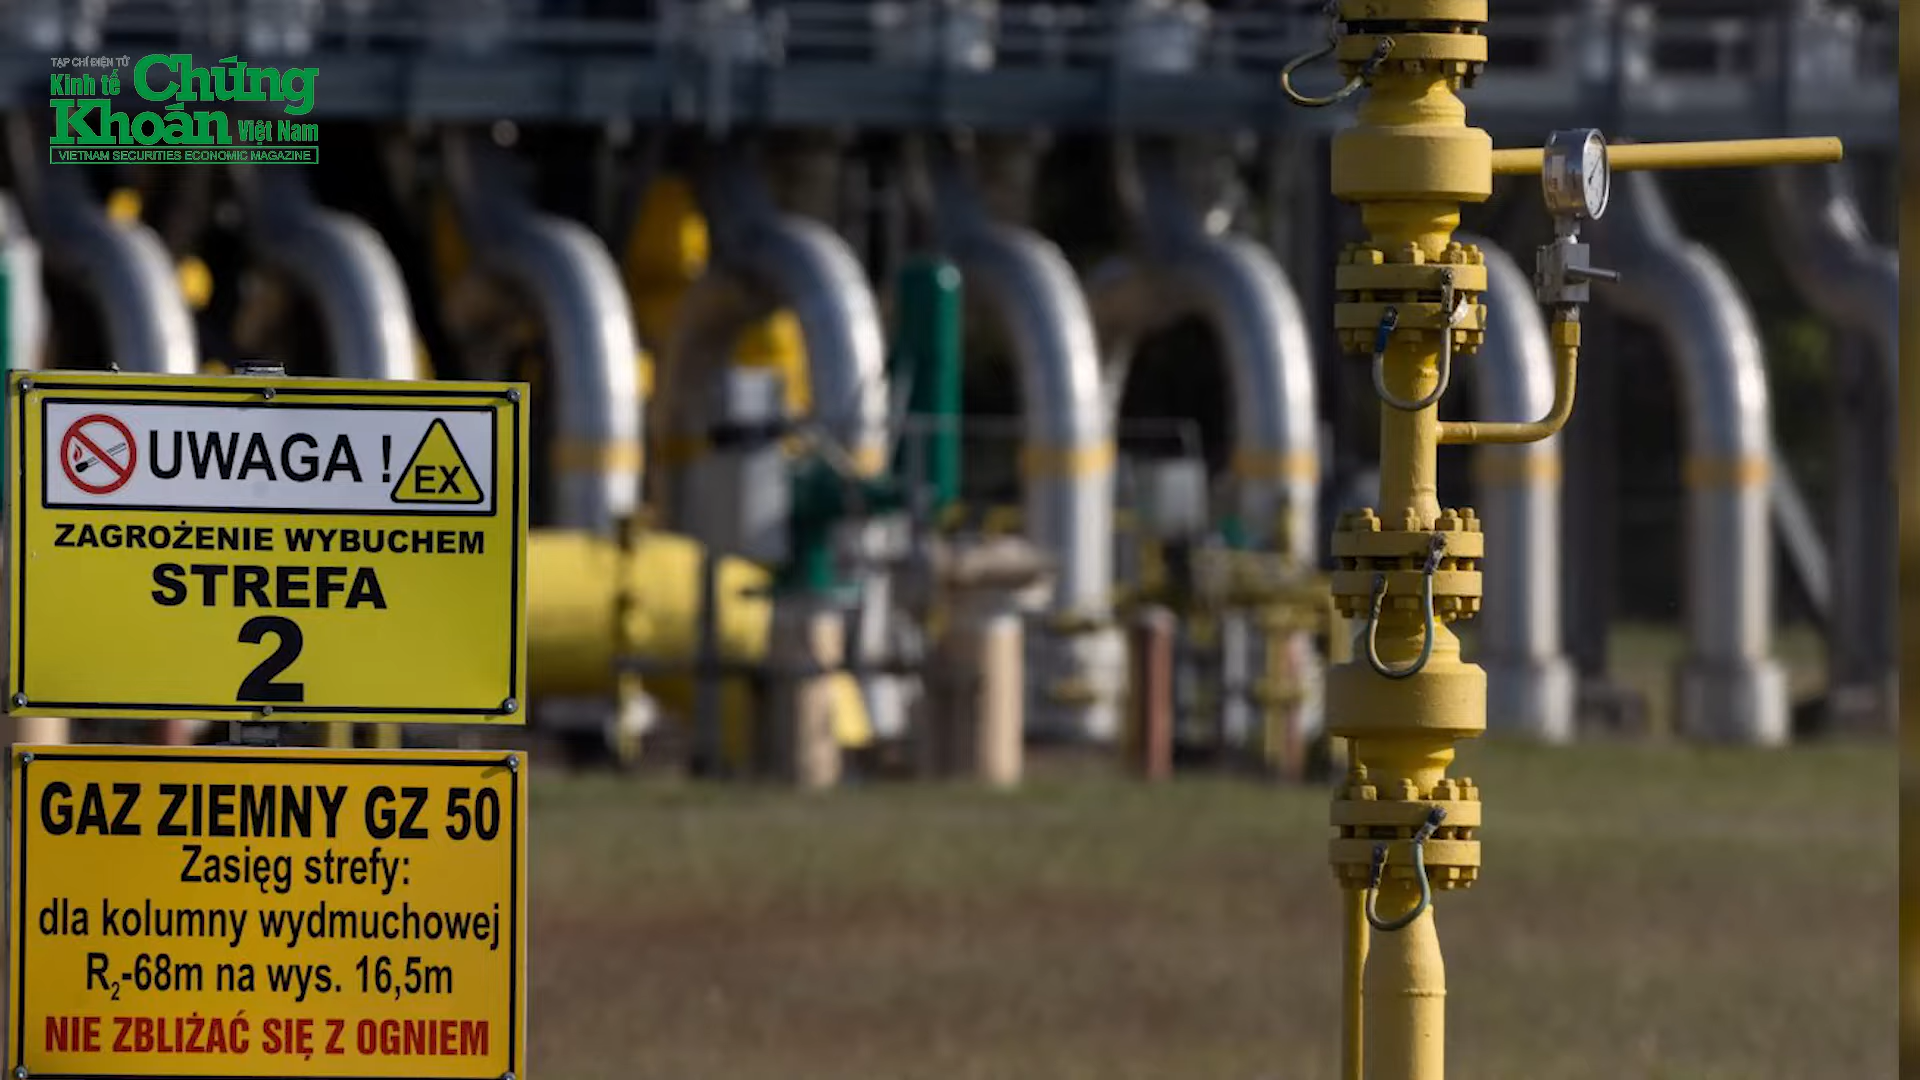 TẠP CHÍ ĐIỆN TỬ
Kinh tế Chứng
Khoán Việt Nam
VIETNAM SECURITIES ECONOMIC MAGAZINE
UWAGA !
EX
ZAGROŻENIE WYBUCHEM
STREFA
2
GAZ ZIEMNY GZ 50
Zasięg strefy:
dla kolumny wydmuchowej
R₂-68m na wys. 16,5m
NIE ZBLIŻAĆ SIĘ Z OGNIEM